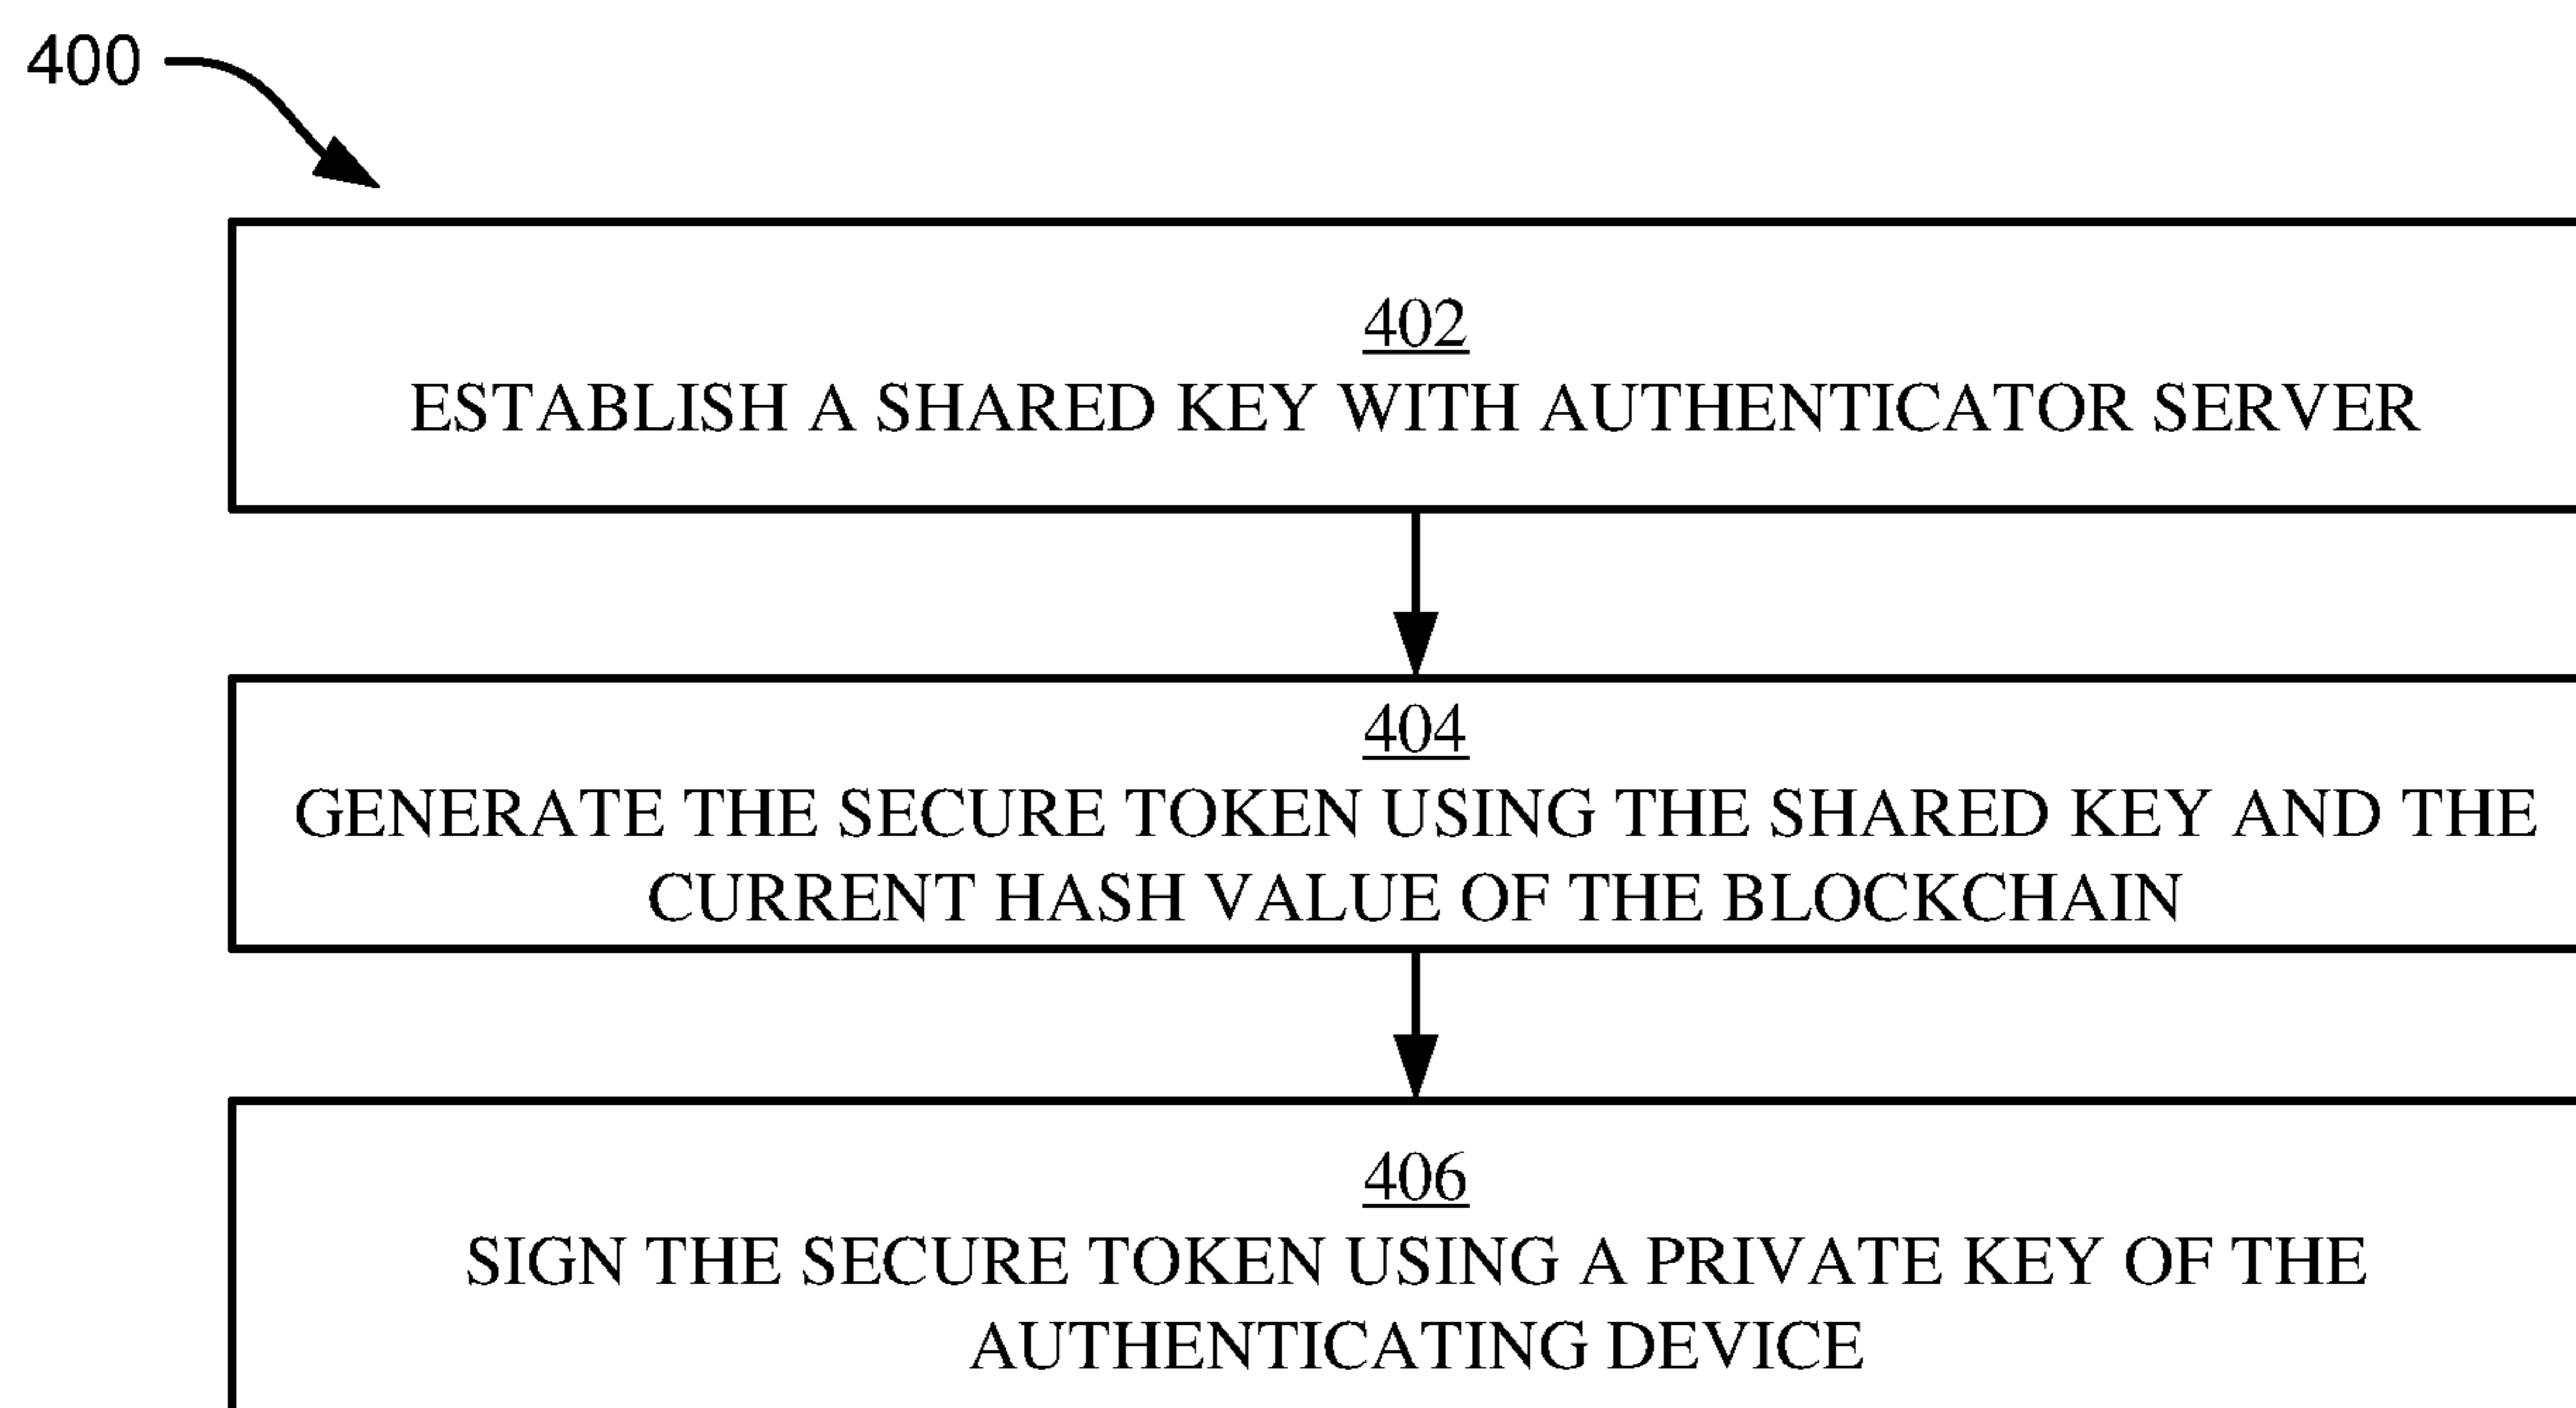 400
402
ESTABLISH A SHARED KEY WITH AUTHENTICATOR SERVER
404
GENERATE THE SECURE TOKEN USING THE SHARED KEY AND THE
CURRENT HASH VALUE OF THE BLOCKCHAIN
406
SIGN THE SECURE TOKEN USING A PRIVATE KEY OF THE
AUTHENTICATING DEVICE